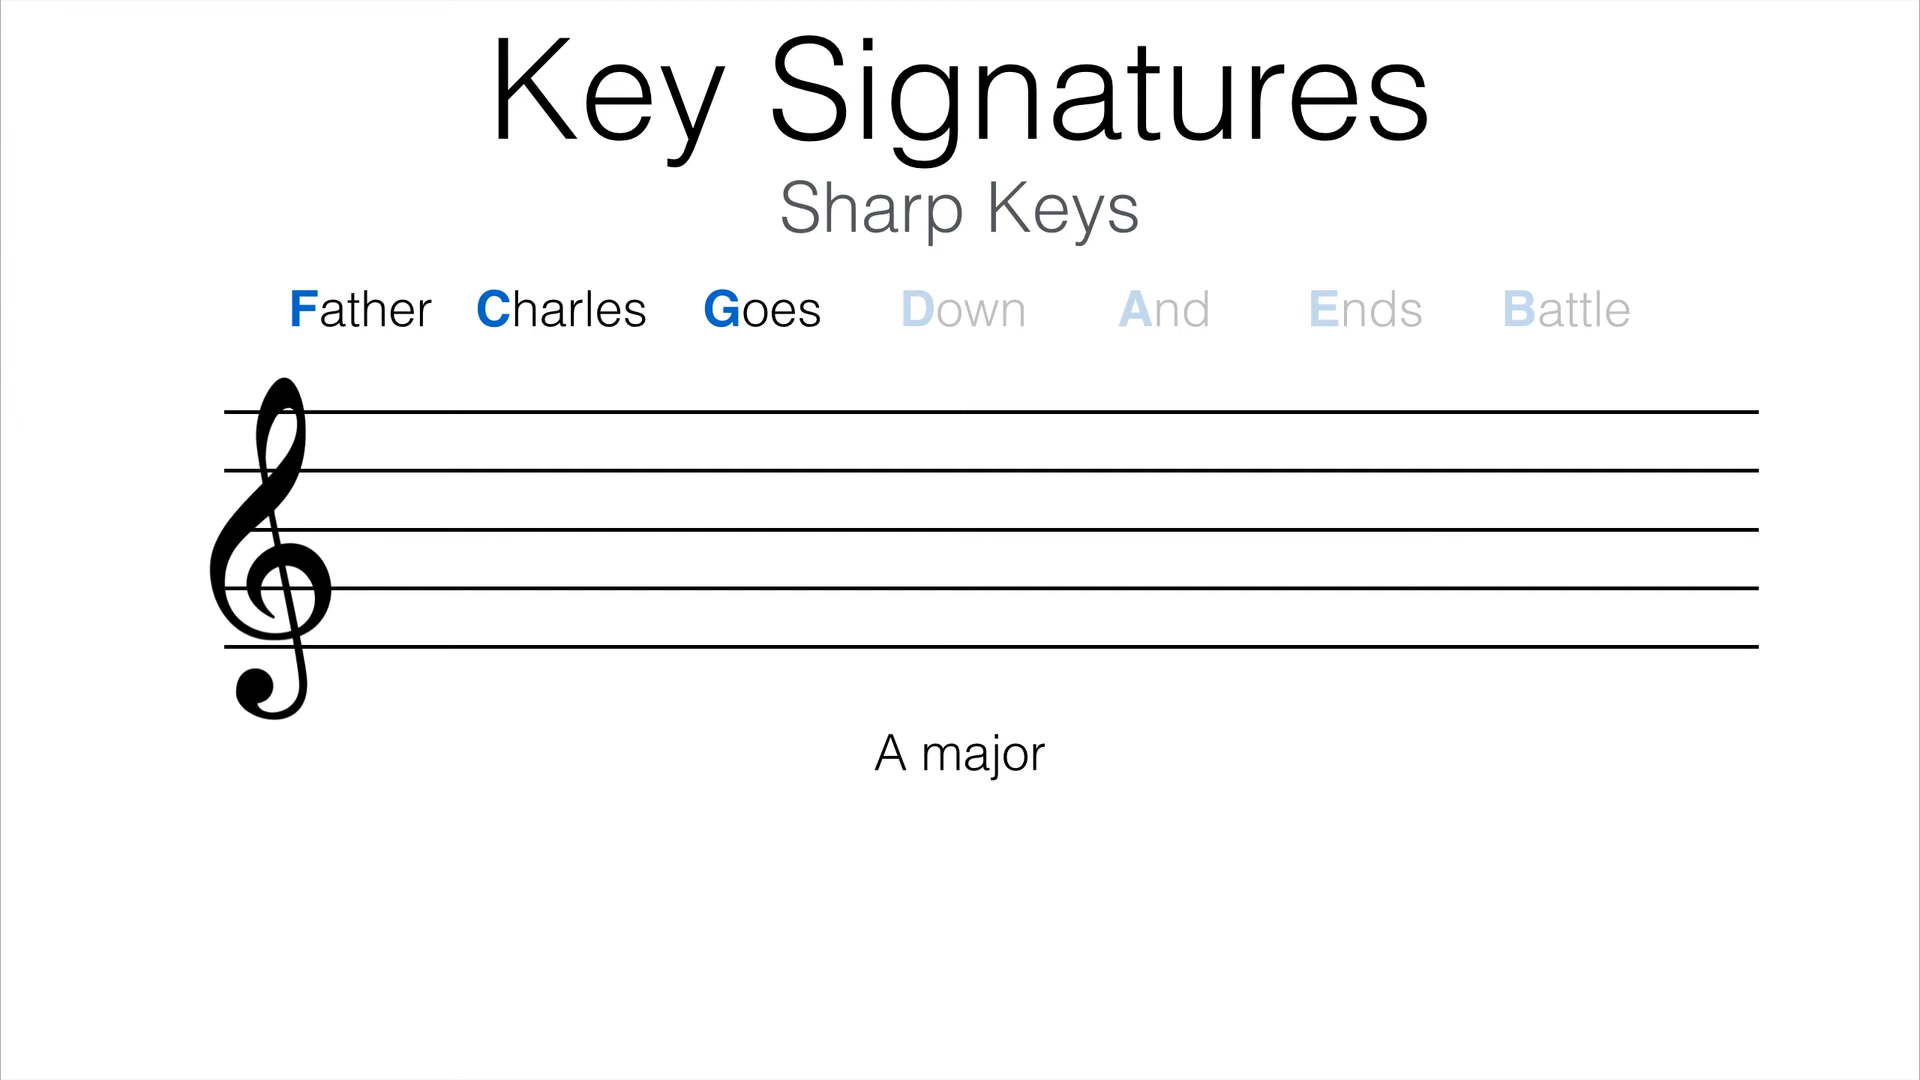 Key Signatures
Sharp Keys
Father Charles Goes Down And Ends Battle
A major